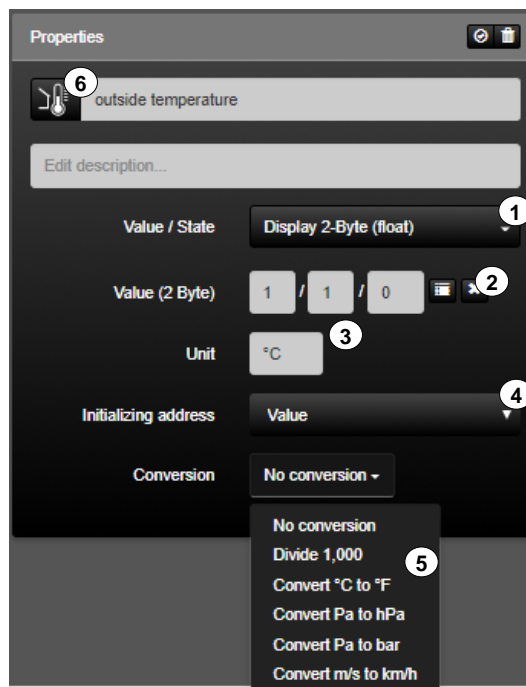 Properties
6
outside temperature
Edit description...
1
Value / State Display 2-Byte (float)
2
Value (2 Byte) 1 / 1 / 0
3
Unit °C
4
Initializing address Value
Conversion No conversion
No conversion
Divide 1,000
5
Convert °C to °F
Convert Pa to hPa
Convert Pa to bar
Convert m/s to km/h